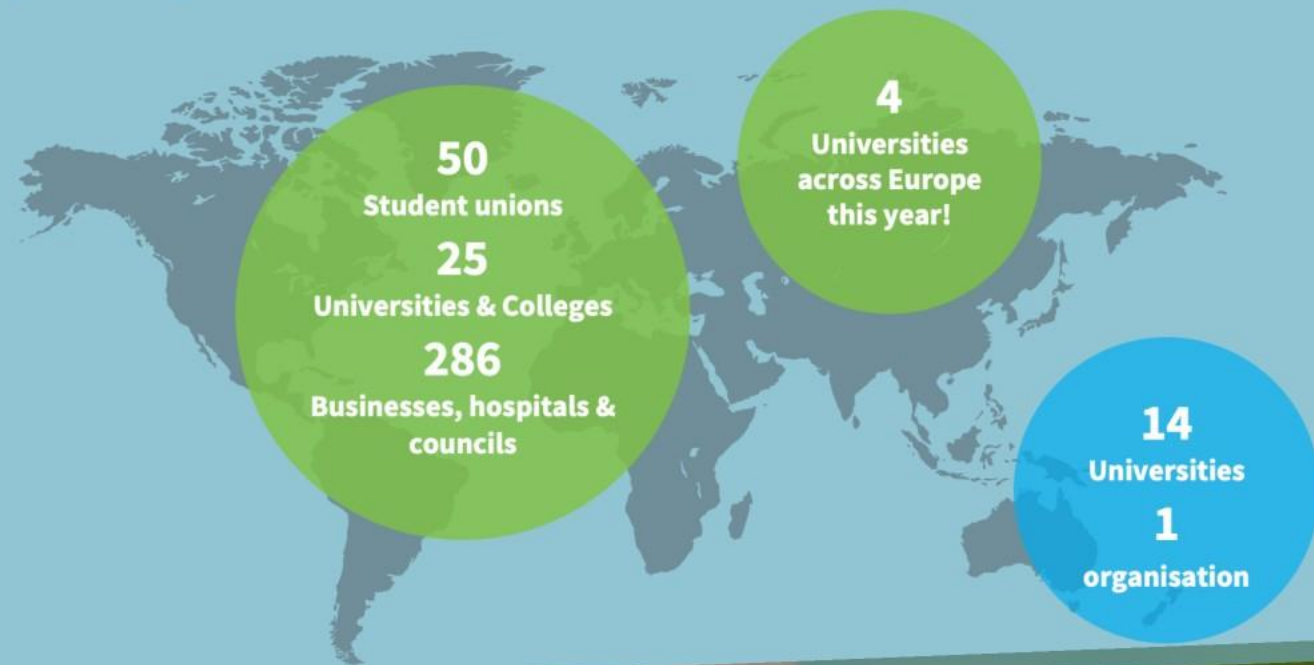 50
Student unions
25
Universities & Colleges
286
Businesses, hospitals &
councils
4
Universities
across Europe
this year!
14
Universities
1
organisation